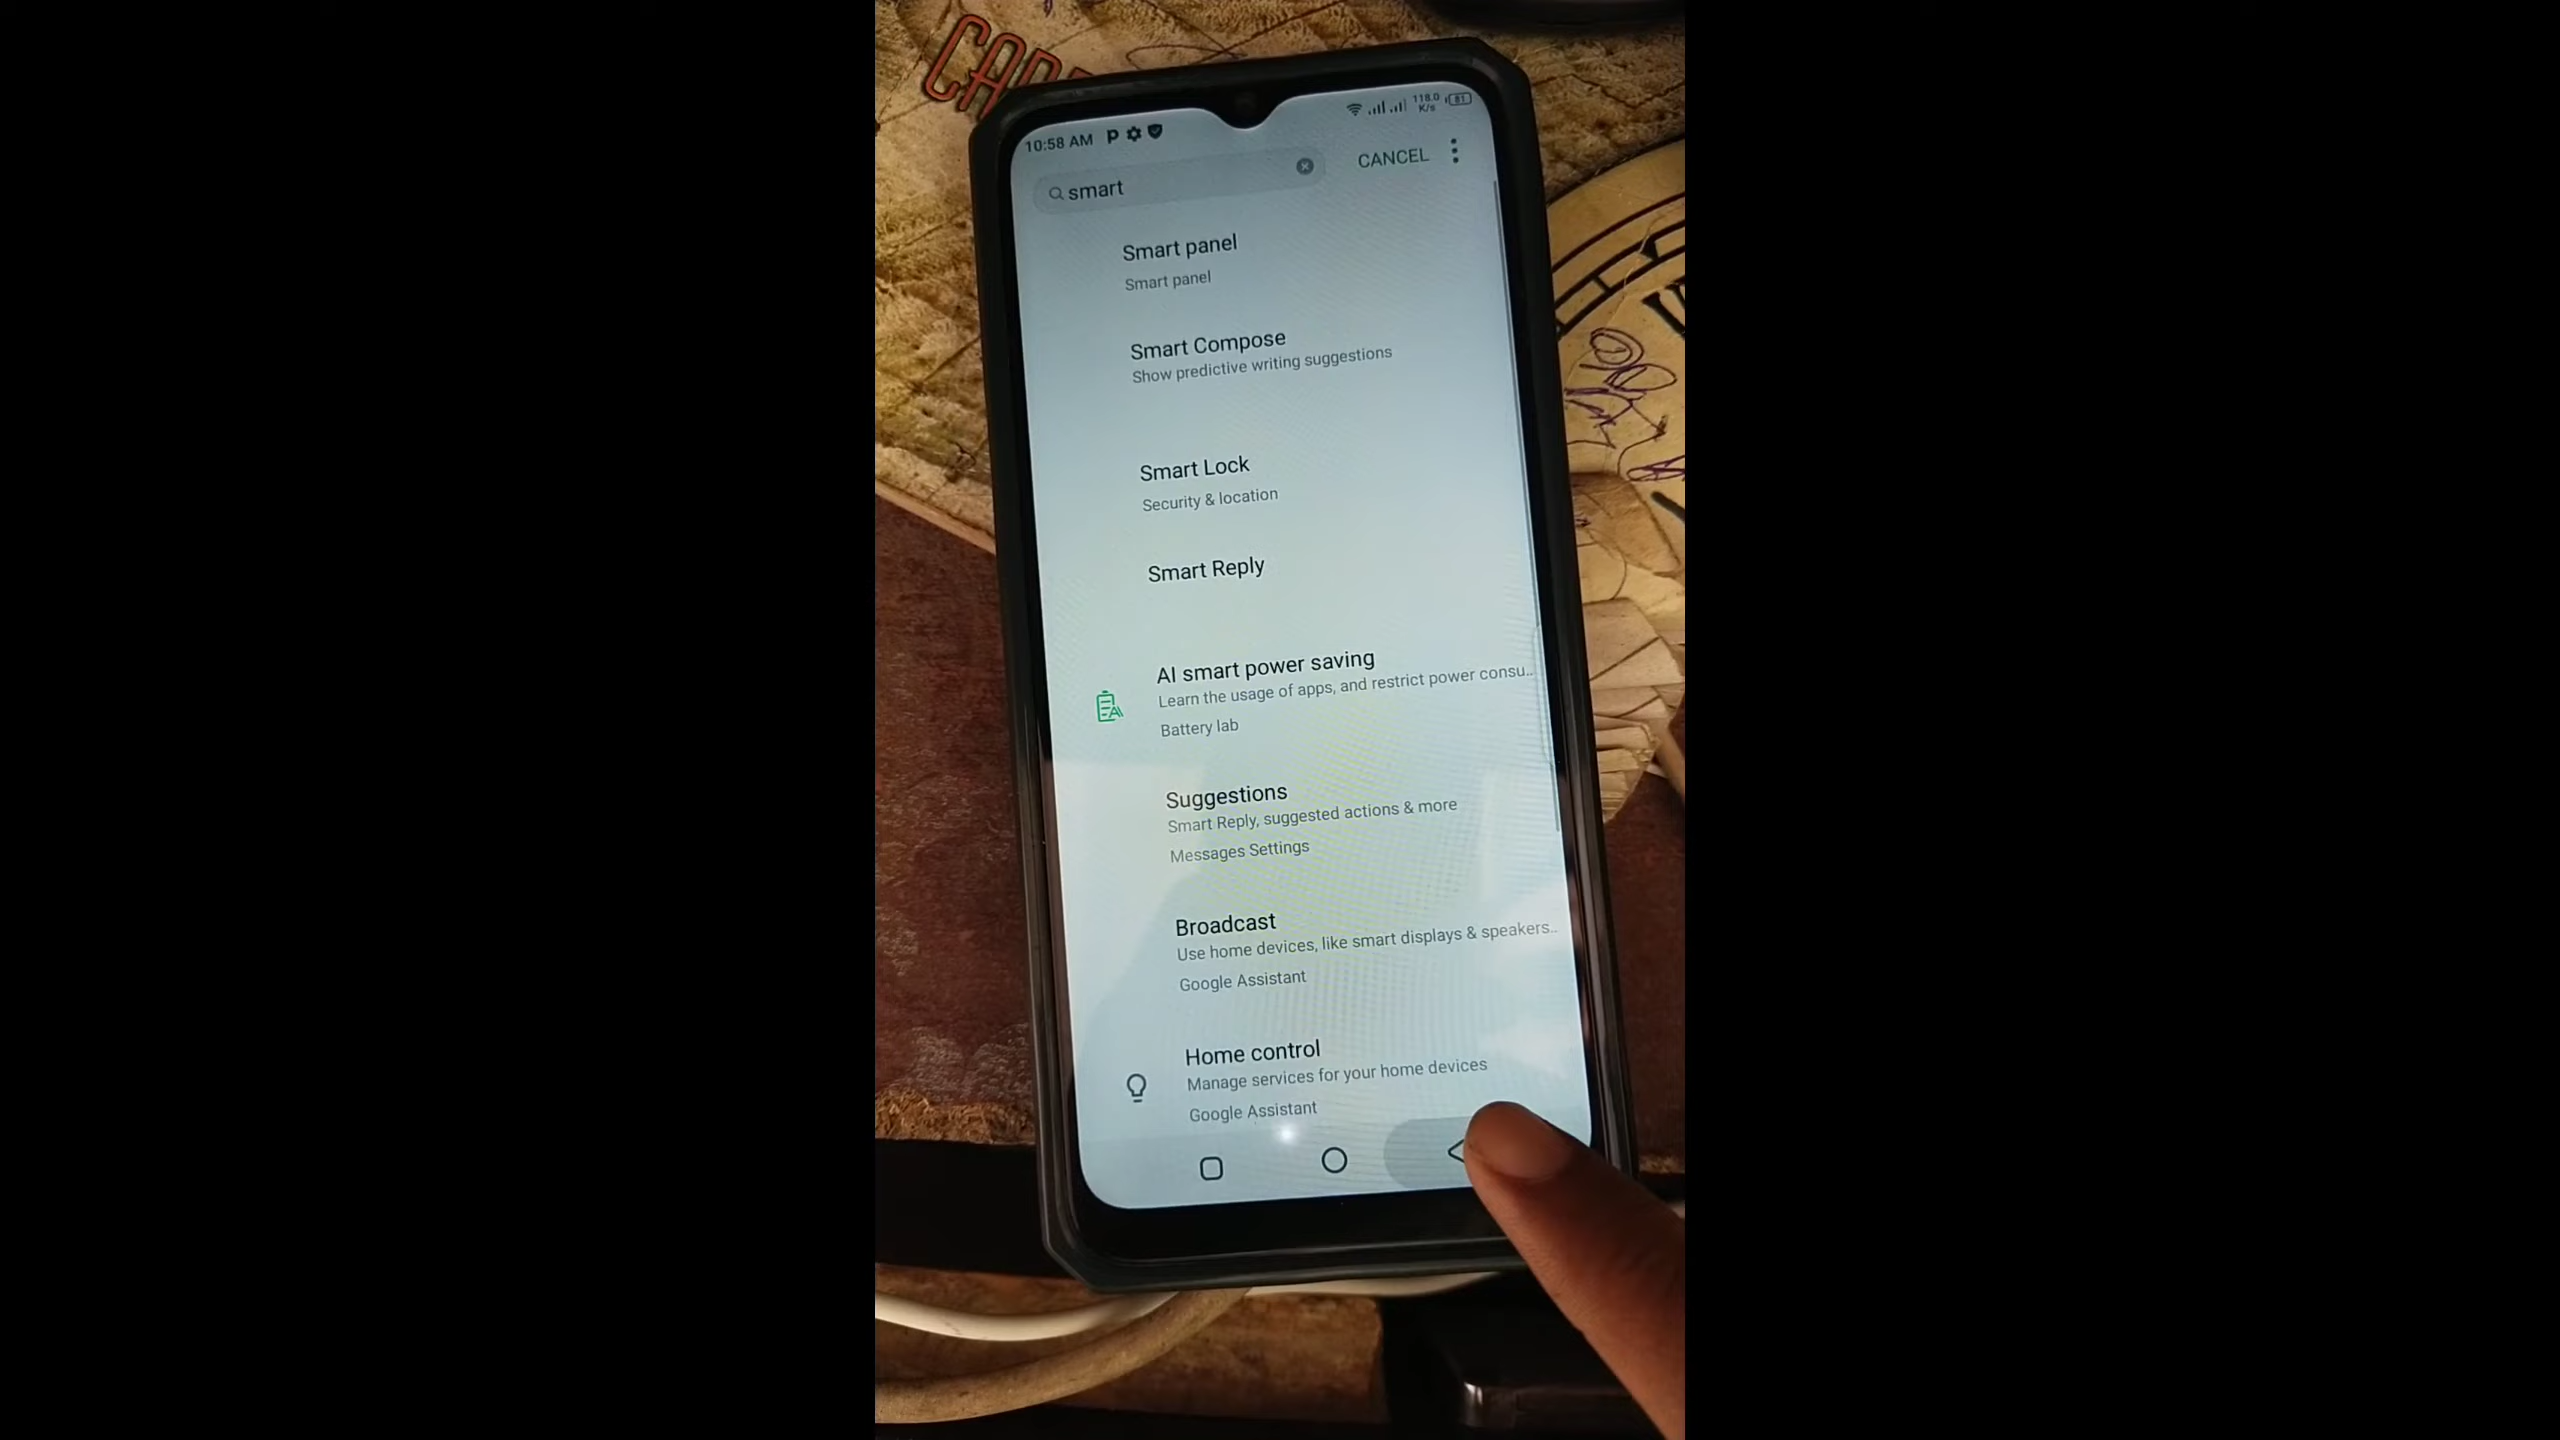 10:58 AM P
118.0
K/s
81
smart
CANCEL
Smart panel
Smart panel
Smart Compose
Show predictive writing suggestions
Smart Lock
Security & location
Smart Reply
AI smart power saving
Learn the usage of apps, and restrict power consu..
Battery lab
Suggestions
Smart Reply, suggested actions & more
Messages Settings
Broadcast
Use home devices, like smart displays & speakers..
Google Assistant
Home control
Manage services for your home devices
Google Assistant